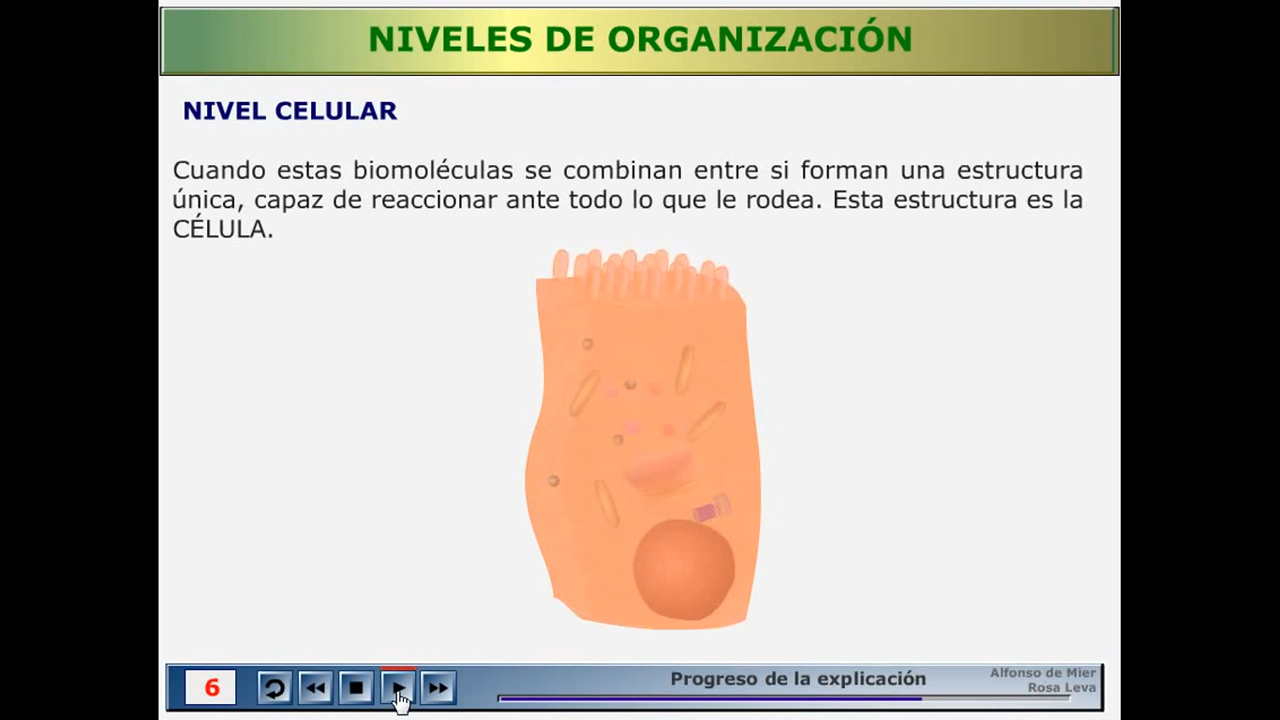 NIVELES DE ORGANIZACIÓN
NIVEL CELULAR
Cuando estas biomoléculas se combinan entre si forman una estructura
única, capaz de reaccionar ante todo lo que le rodea. Esta estructura es la
CÉLULA.
6
Progreso de la explicación
Alfonso de Mier
Rosa Leva